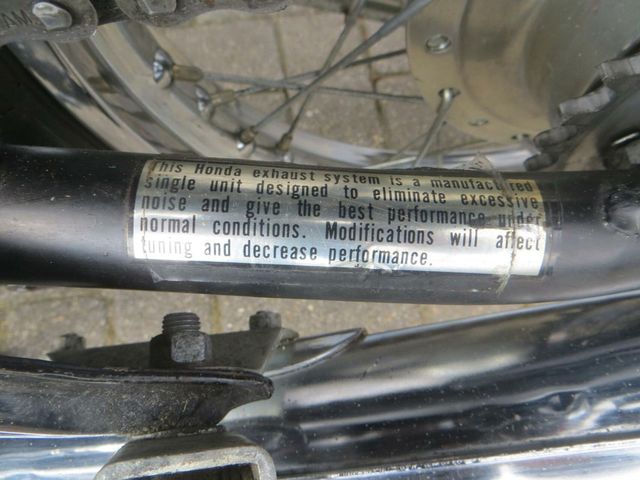 This Honda exhaust system is a manufactured
single unit designed to eliminate excessive
noise and give the best performance under
normal conditions. Modifications will affect
tuning and decrease performance.